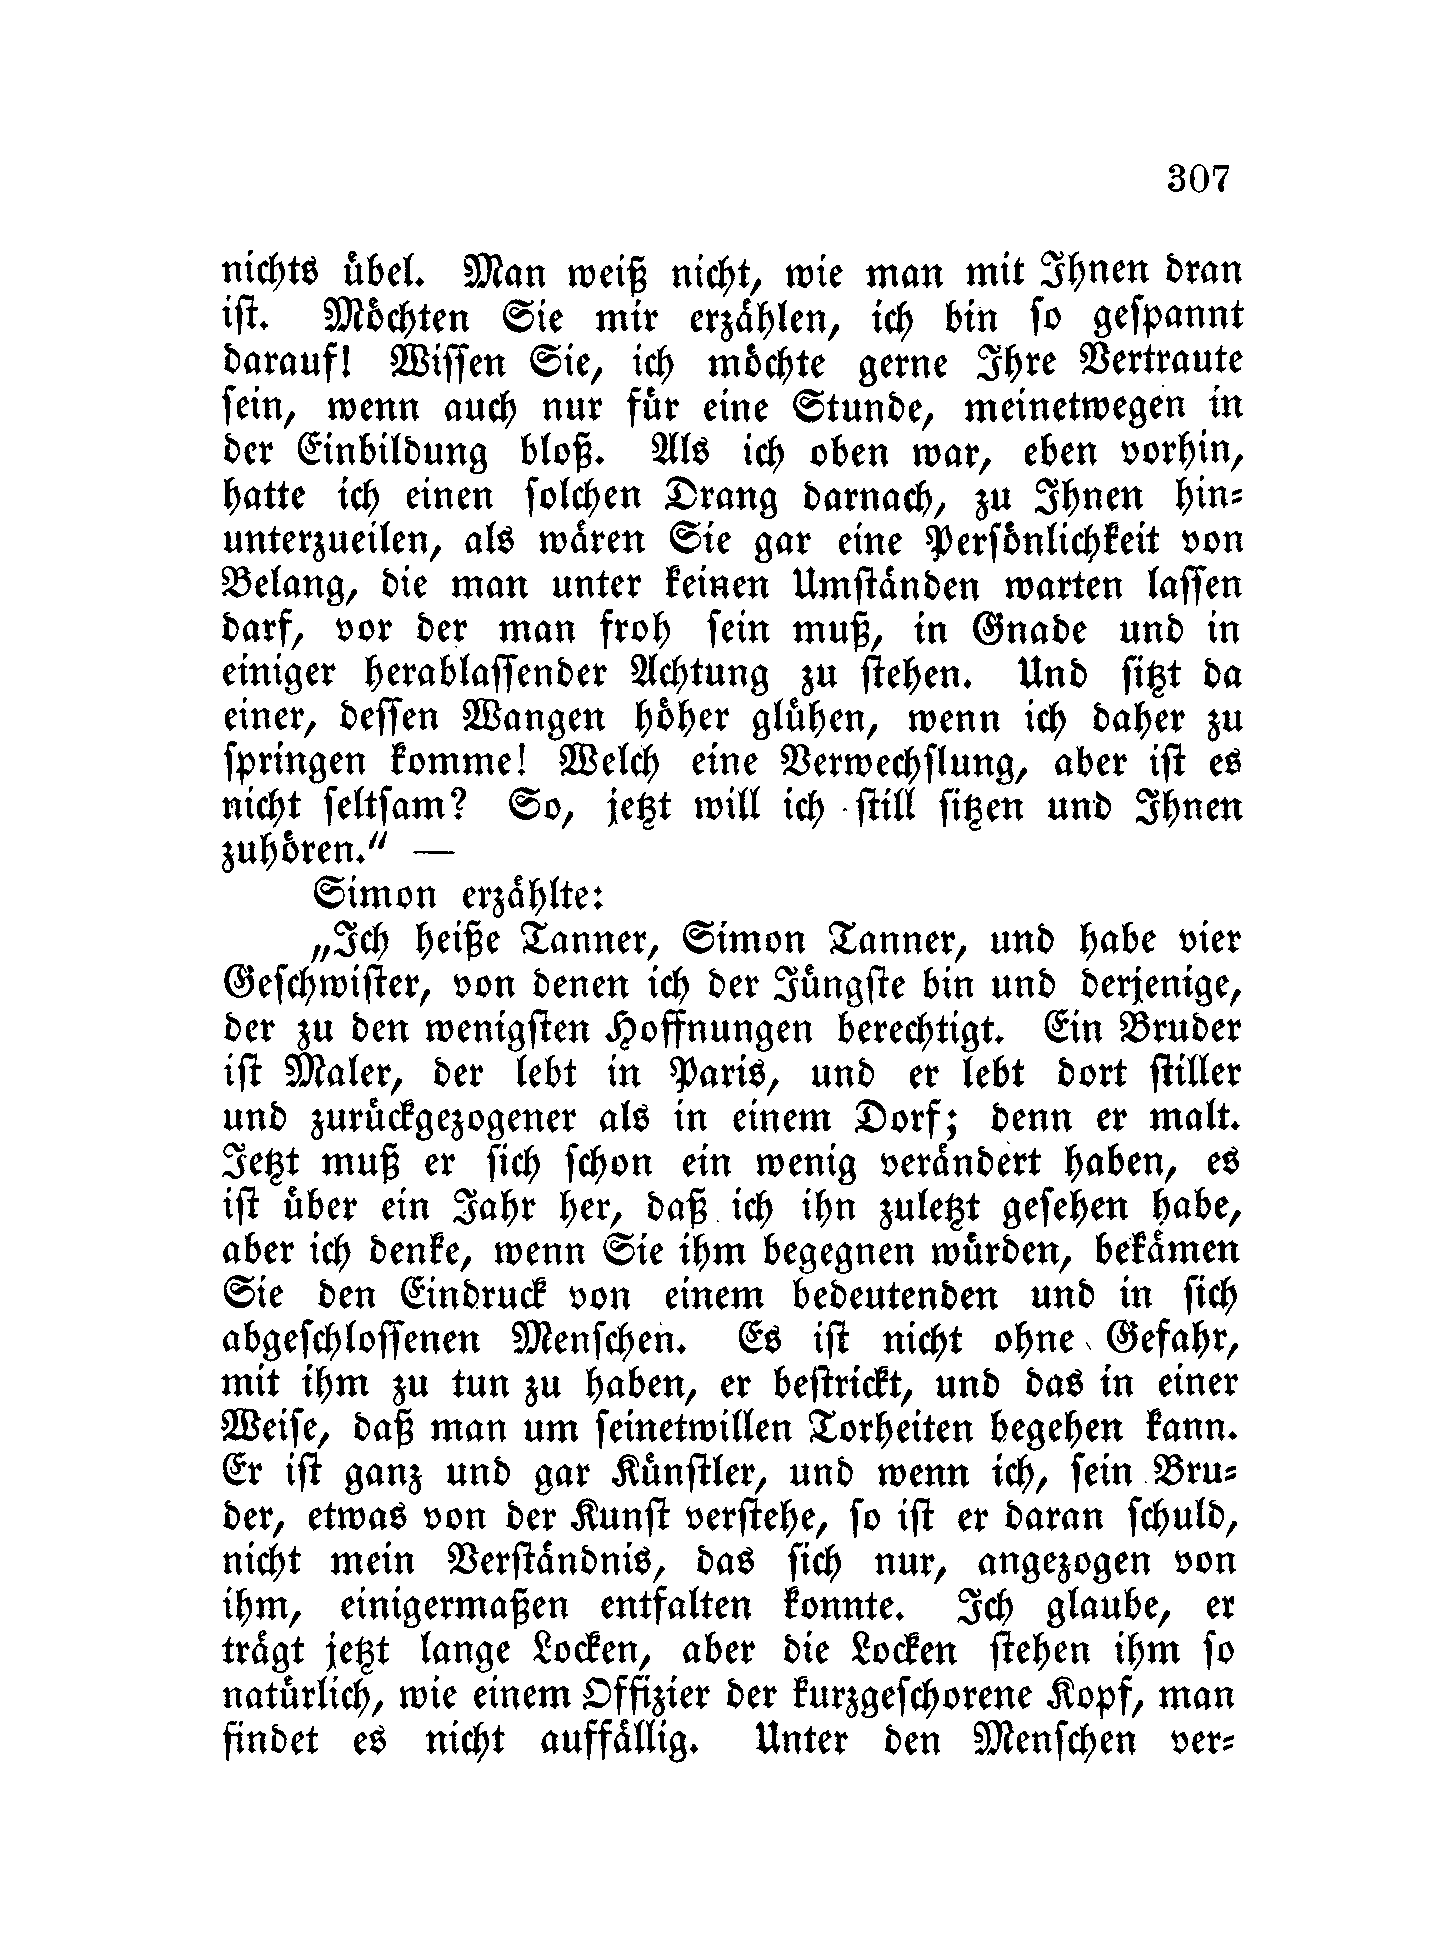 307
nichts übel. Man weiß nicht, wie man mit Ihnen dran
ist. Möchten Sie mir erzählen, ich bin so gespannt
darauf! Wissen Sie, ich möchte gerne Ihre Vertraute
sein, wenn auch nur für eine Stunde, meinetwegen in
der Einbildung bloß. Als ich oben war, eben vorhin,
hatte ich einen solchen Drang darnach, zu Ihnen hin-
unterzueilen, als wären Sie gar eine Persönlichkeit von
Belang, die man unter keinen Umständen warten lassen
darf, vor der man froh sein muß, in Gnade und in
einiger herablassender Achtung zu stehen. Und sitzt da
einer, dessen Wangen höher glühen, wenn ich daher zu
springen komme! Welch eine Verwechslung, aber ist es
nicht seltsam? So, jetzt will ich still sitzen und Ihnen
zuhören.“ —
Simon erzählte:
„Ich heiße Tanner, Simon Tanner, und habe vier
Geschwister, von denen ich der Jüngste bin und derjenige,
der zu den wenigsten Hoffnungen berechtigt. Ein Bruder
ist Maler, der lebt in Paris, und er lebt dort stiller
und zurückgezogener als in einem Dorf; denn er malt.
Jetzt muß er sich schon ein wenig verändert haben, es
ist über ein Jahr her, daß ich ihn zuletzt gesehen habe,
aber ich denke, wenn Sie ihm begegnen würden, bekämen
Sie den Eindruck von einem bedeutenden und in sich
abgeschlossenen Menschen. Es ist nicht ohne Gefahr,
mit ihm zu tun zu haben, er bestrickt, und das in einer
Weise, daß man um seinetwillen Torheiten begehen kann.
Er ist ganz und gar Künstler, und wenn ich, sein Bru-
der, etwas von der Kunst verstehe, so ist er daran schuld,
nicht mein Verständnis, das sich nur, angezogen von
ihm, einigermaßen entfalten konnte. Ich glaube, er
trägt jetzt lange Locken, aber die Locken stehen ihm so
natürlich, wie einem Offizier der kurzgeschorene Kopf, man
findet es nicht auffällig. Unter den Menschen ver-